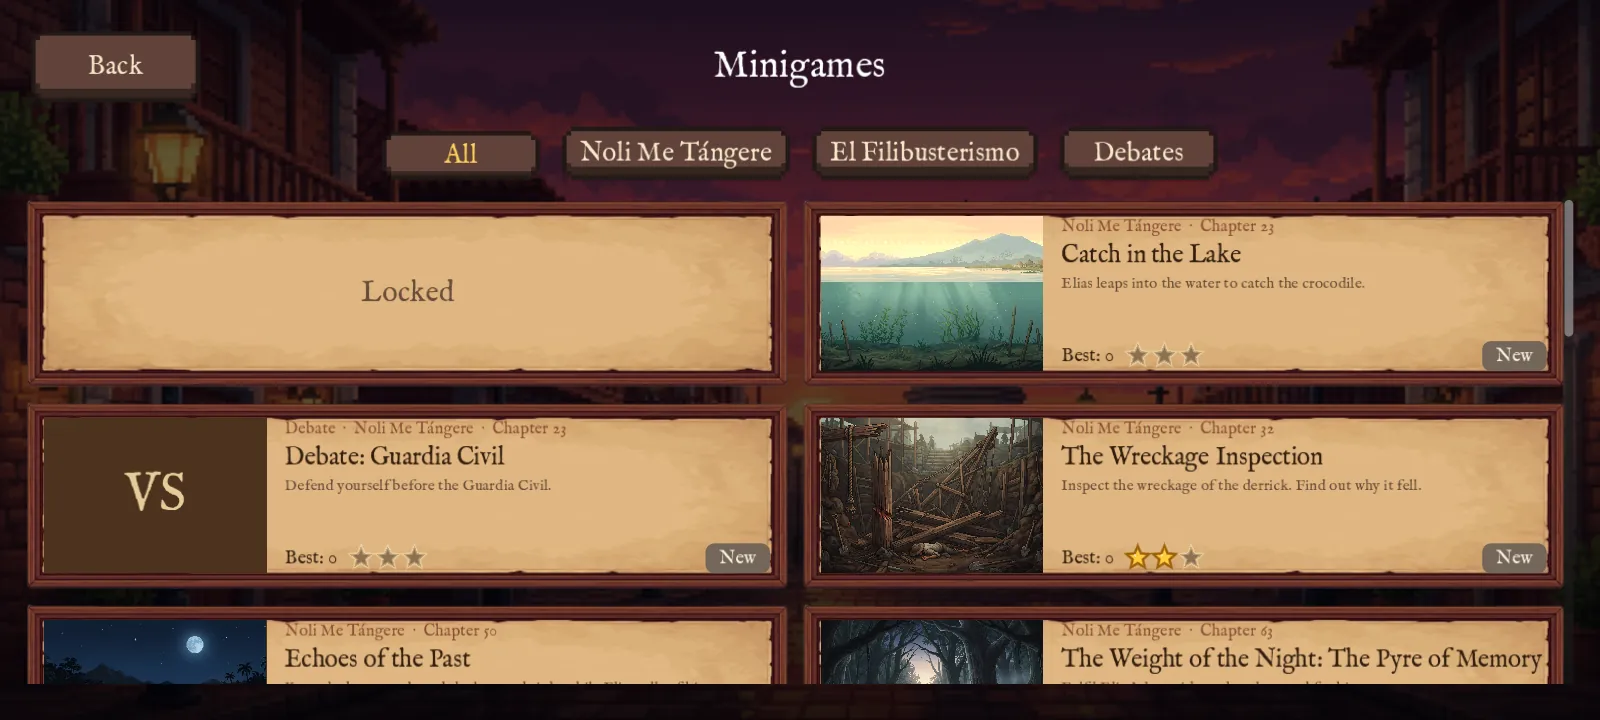 Back
Minigames
All
Noli Me Tángere
El Filibusterismo
Debates
Locked
Noli Me Tángere · Chapter 23
Catch in the Lake
Elias leaps into the water to catch the crocodile.
Best: 0
New
Debate · Noli Me Tángere · Chapter 23
VS
Debate: Guardia Civil
Defend yourself before the Guardia Civil.
Best: 0
New
Noli Me Tángere · Chapter 32
The Wreckage Inspection
Inspect the wreckage of the derrick. Find out why it fell.
Best: 0
New
Noli Me Tángere · Chapter 50
Echoes of the Past
Noli Me Tángere · Chapter 63
The Weight of the Night: The Pyre of Memory